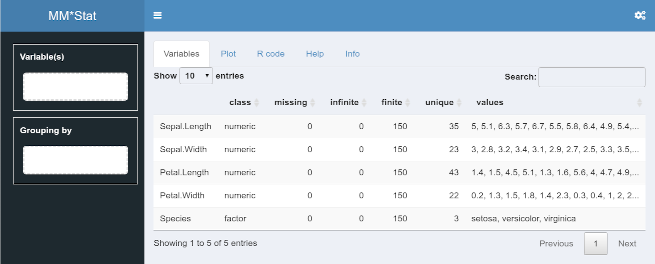 MM*Stat
Variable(s)
Grouping by
Variables Plot R code Help Info
Show 10 entries Search:
class missing infinite finite unique values
Sepal.Length numeric 0 0 150 35 5, 5.1, 6.3, 5.7, 6.7, 5.5, 5.8, 6.4, 4.9, 5.4,...
Sepal.Width numeric 0 0 150 23 3, 2.8, 3.2, 3.4, 3.1, 2.9, 2.7, 2.5, 3.3, 3.5,...
Petal.Length numeric 0 0 150 43 1.4, 1.5, 4.5, 5.1, 1.3, 1.6, 5.6, 4, 4.7, 4.9,...
Petal.Width numeric 0 0 150 22 0.2, 1.3, 1.5, 1.8, 1.4, 2.3, 0.3, 0.4, 1, 2, 2...
Species factor 0 0 150 3 setosa, versicolor, virginica
Showing 1 to 5 of 5 entries Previous 1 Next